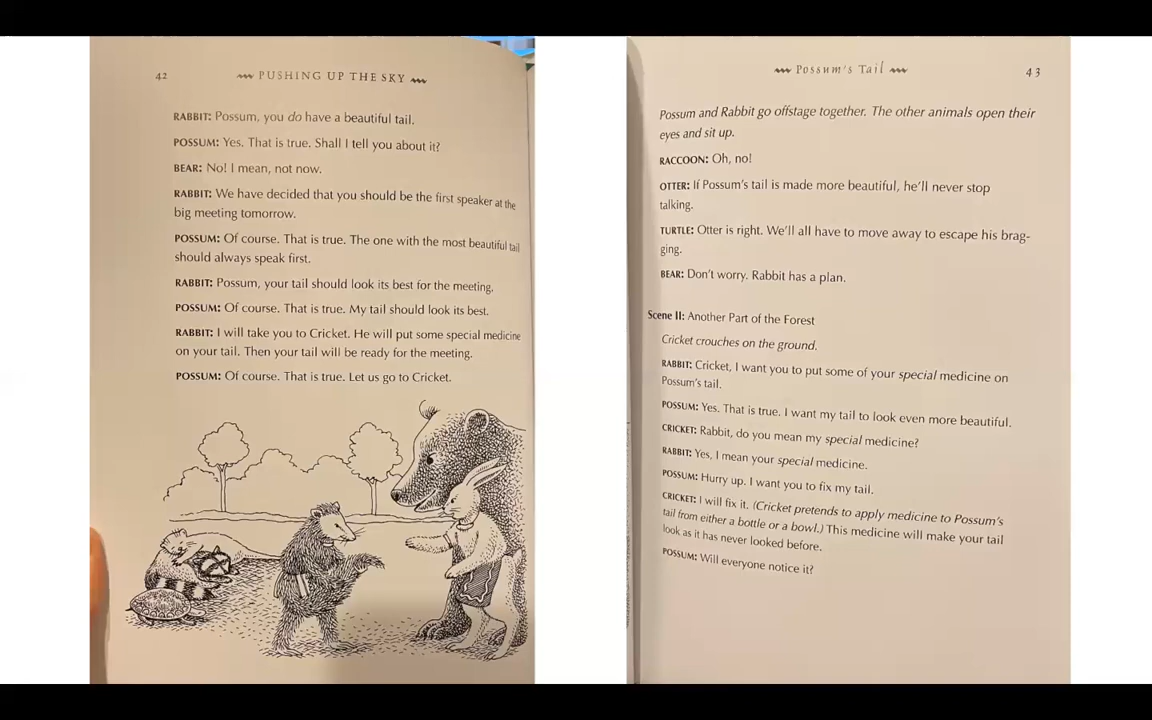 42
PUSHING UP THE SKY
RABBIT: Possum, you do have a beautiful tail.
POSSUM: Yes. That is true. Shall I tell you about it?
BEAR: No! I mean, not now.
RABBIT: We have decided that you should be the first speaker at the
big meeting tomorrow.
POSSUM: Of course. That is true. The one with the most beautiful tail
should always speak first.
RABBIT: Possum, your tail should look its best for the meeting.
POSSUM: Of course. That is true. My tail should look its best.
RABBIT: I will take you to Cricket. He will put some special medicine
on your tail. Then your tail will be ready for the meeting.
POSSUM: Of course. That is true. Let us go to Cricket.
Possum's Tail
43
Possum and Rabbit go offstage together. The other animals open their
eyes and sit up.
RACCOON: Oh, no!
OTTER: If Possum's tail is made more beautiful, he'll never stop
talking.
TURTLE: Otter is right. We'll all have to move away to escape his brag-
ging.
BEAR: Don't worry. Rabbit has a plan.
Scene II: Another Part of the Forest
Cricket crouches on the ground.
RABBIT: Cricket, I want you to put some of your special medicine on
Possum's tail.
POSSUM: Yes. That is true. I want my tail to look even more beautiful.
CRICKET: Rabbit, do you mean my special medicine?
RABBIT: Yes, I mean your special medicine.
POSSUM: Hurry up. I want you to fix my tail.
CRICKET: I will fix it. (Cricket pretends to apply medicine to Possum's
tail from either a bottle or a bowl.) This medicine will make your tail
look as it has never looked before.
POSSUM: Will everyone notice it?